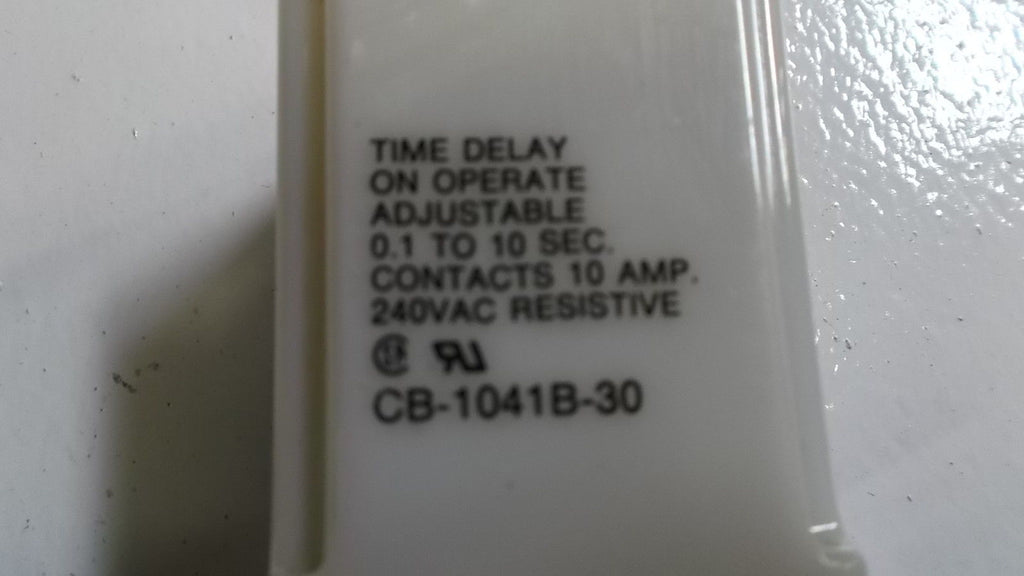 TIME DELAY
ON OPERATE
ADJUSTABLE
0.1 TO 10 SEC.
CONTACTS 10 AMP.
240VAC RESISTIVE
CB-1041B-30